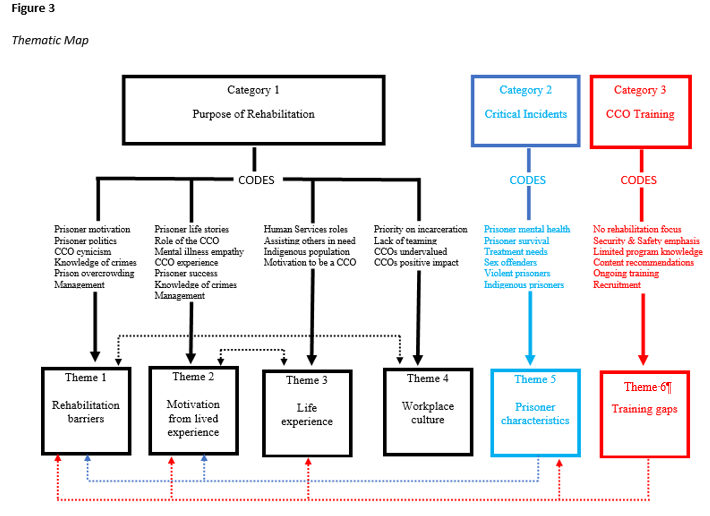 Figure 3
Thematic Map
Category 1
Purpose of Rehabilitation
Category 2
Critical Incidents
Category 3
CCO Training
CODES
CODES
CODES
Prisoner motivation
Prisoner politics
CCO cynicism
Knowledge of crimes
Prison overcrowding
Management
Prisoner life stories
Role of the CCO
Mental illness empathy
CCO experience
Prisoner success
Knowledge of crimes
Management
Human Services roles
Assisting others in need
Indigenous population
Motivation to be a CCO
Priority on incarceration
Lack of teaming
CCOs undervalued
CCOs positive impact
Prisoner mental health
Prisoner survival
Treatment needs
Sex offenders
Violent prisoners
Indigenous prisoners
No rehabilitation focus
Security & Safety emphasis
Limited program knowledge
Content recommendations
Ongoing training
Recruitment
Theme 1
Rehabilitation
barriers
Theme 2
Motivation
from lived
experience
Theme 3
Life
experience
Theme 4
Workplace
culture
Theme 5
Prisoner
characteristics
Theme·6¶
Training gaps